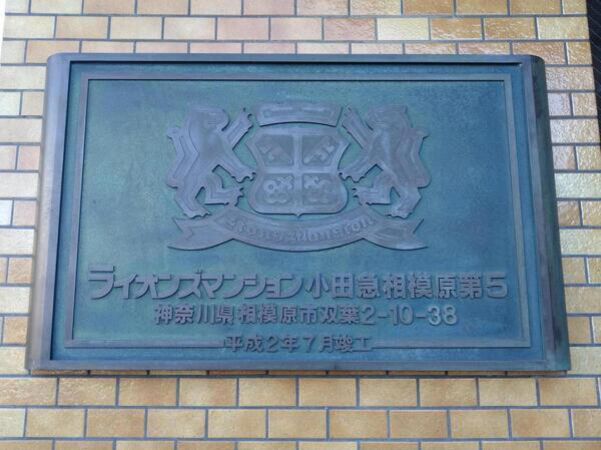 Lions Mansion
ライオンズマンション小田急相模原第5
神奈川県相模原市双葉2-10-38
平成2年7月竣工